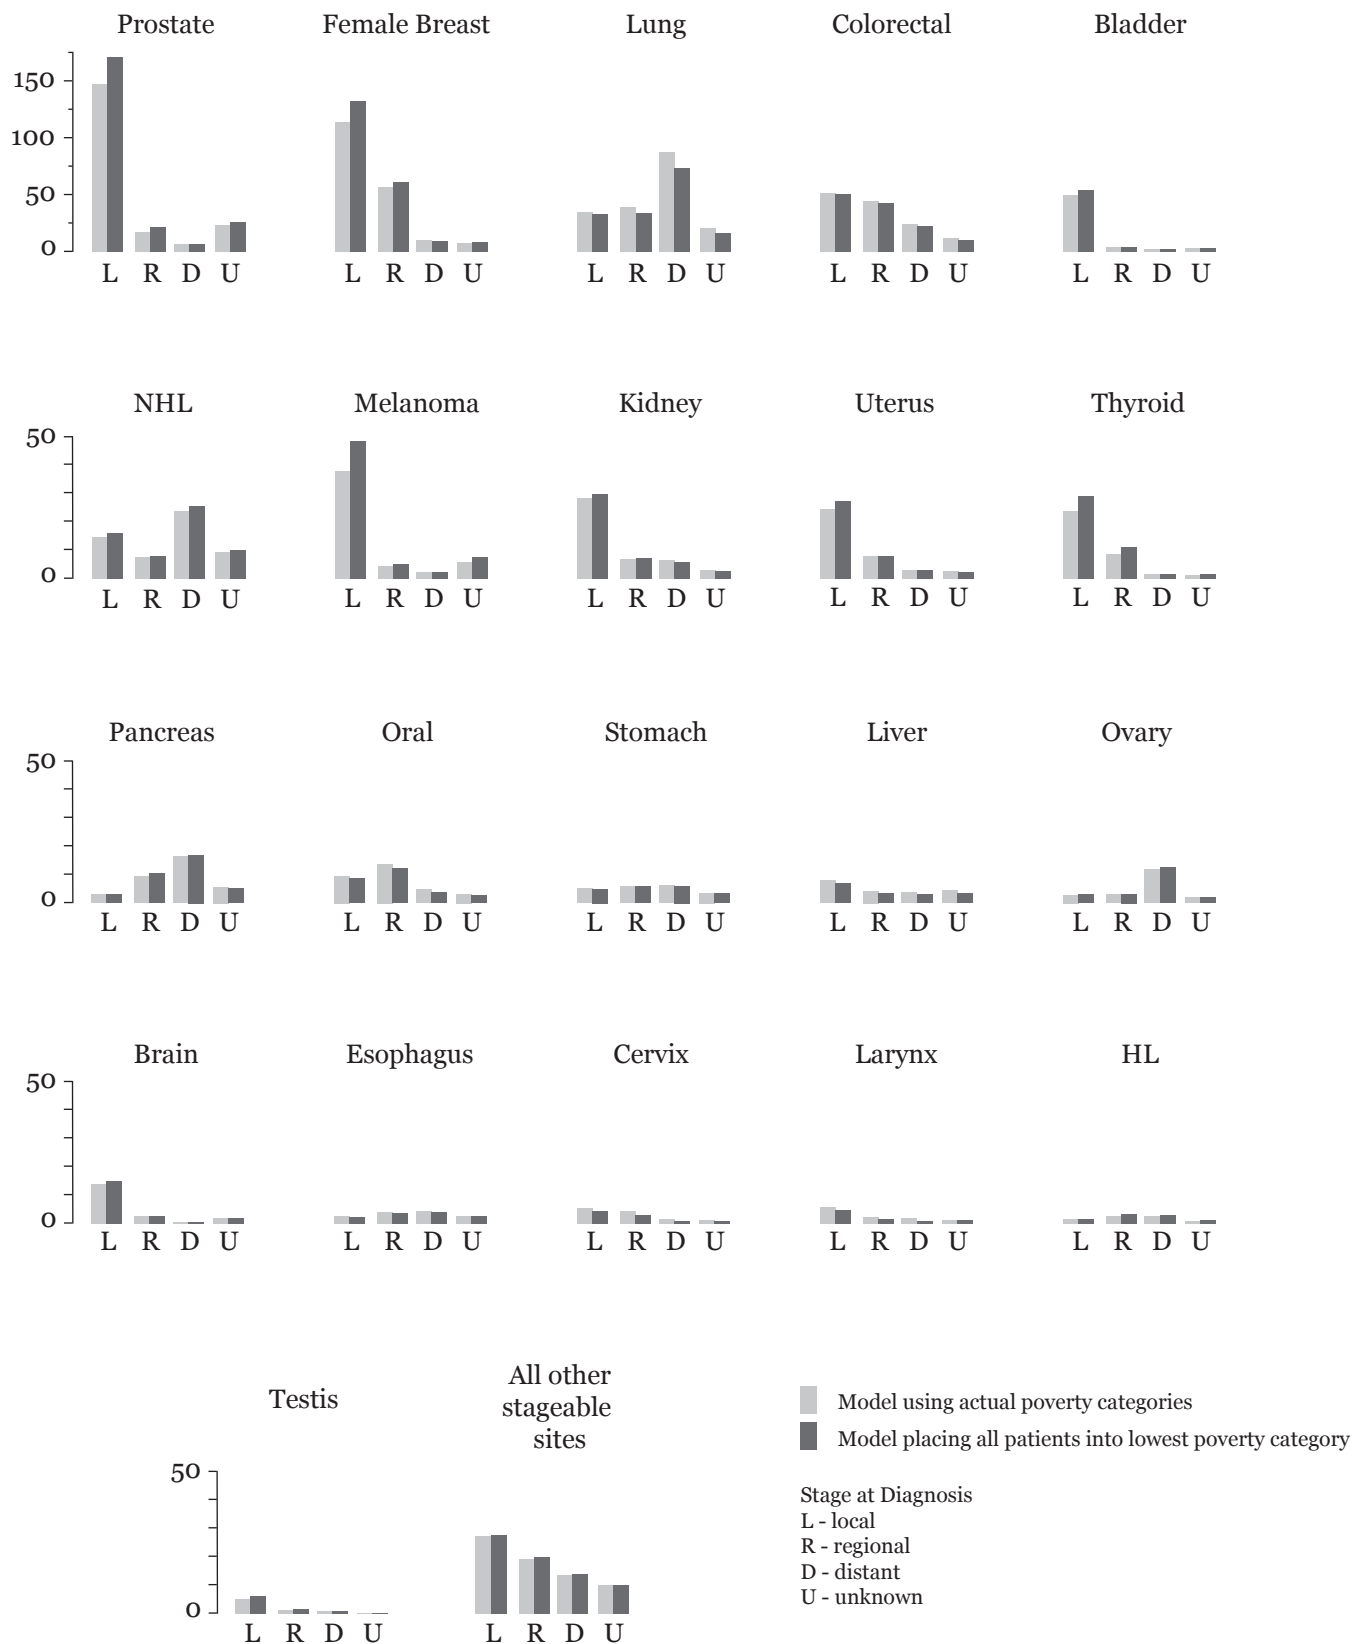 Prostate Female Breast Lung Colorectal Bladder
150
100
50
0
L R D U L R D U L R D U L R D U L R D U
NHL Melanoma Kidney Uterus Thyroid
50
0
L R D U L R D U L R D U L R D U L R D U
Pancreas Oral Stomach Liver Ovary
50
0
L R D U L R D U L R D U L R D U L R D U
Brain Esophagus Cervix Larynx HL
50
0
L R D U L R D U L R D U L R D U L R D U
Testis
All other
stageable
sites
50
0
L R D U L R D U
Model using actual poverty categories
Model placing all patients into lowest poverty category
Stage at Diagnosis
L - local
R - regional
D - distant
U - unknown